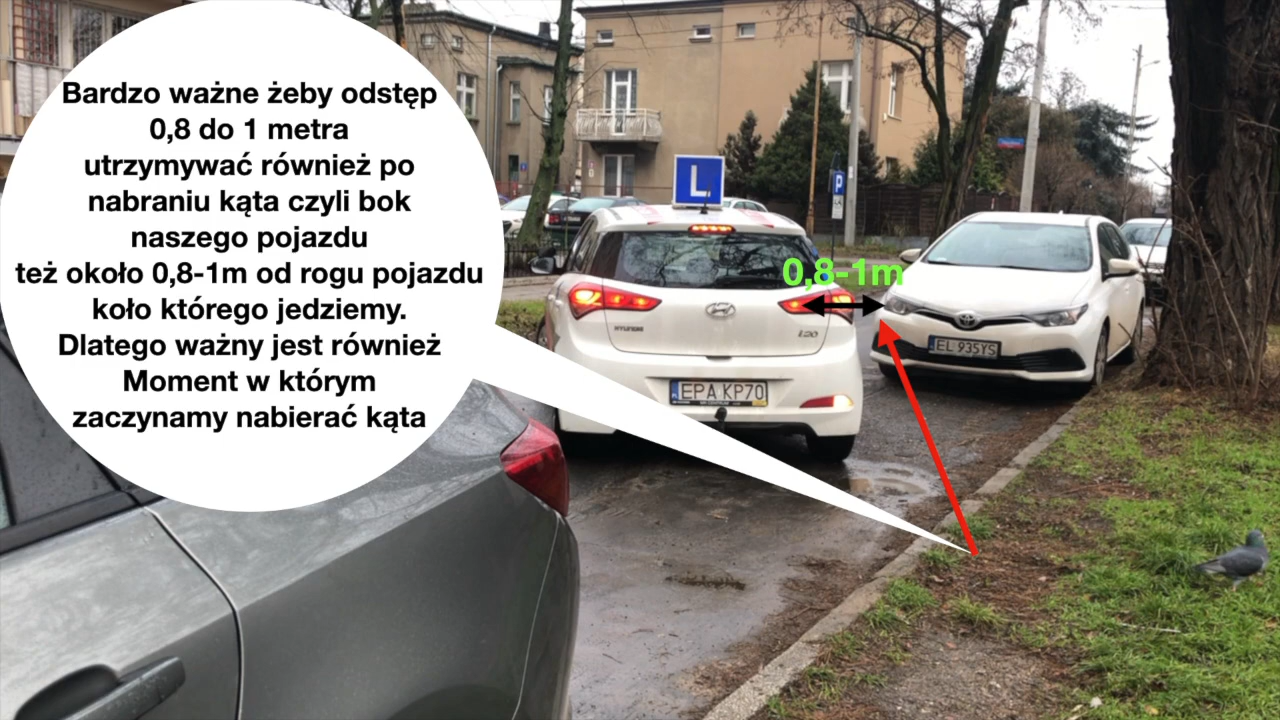 Bardzo ważne żeby odstęp
0,8 do 1 metra
utrzymywać również po
nabraniu kąta czyli bok
naszego pojazdu
też około 0,8-1m od rogu pojazdu
koło którego jedziemy.
Dlatego ważny jest również
Moment w którym
zaczynamy nabierać kąta
L
P
0,8-1m
HYUNDAI
i20
EL 935YS
EPA KP70